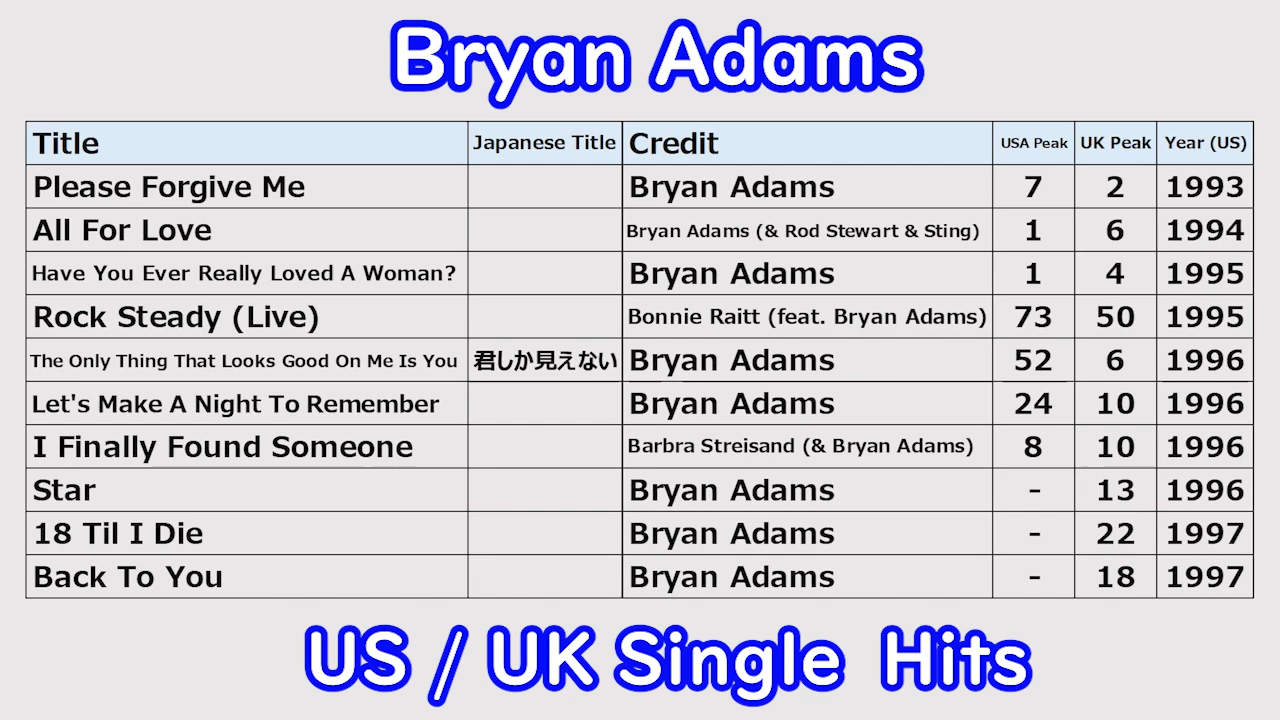 Bryan Adams
Title Japanese Title Credit USA Peak UK Peak Year (US)
Please Forgive Me Bryan Adams 7 2 1993
All For Love Bryan Adams (& Rod Stewart & Sting) 1 6 1994
Have You Ever Really Loved A Woman? Bryan Adams 1 4 1995
Rock Steady (Live) Bonnie Raitt (feat. Bryan Adams) 73 50 1995
The Only Thing That Looks Good On Me Is You 君しか見えない Bryan Adams 52 6 1996
Let's Make A Night To Remember Bryan Adams 24 10 1996
I Finally Found Someone Barbra Streisand (& Bryan Adams) 8 10 1996
Star Bryan Adams - 13 1996
18 Til I Die Bryan Adams - 22 1997
Back To You Bryan Adams - 18 1997
US / UK Single Hits